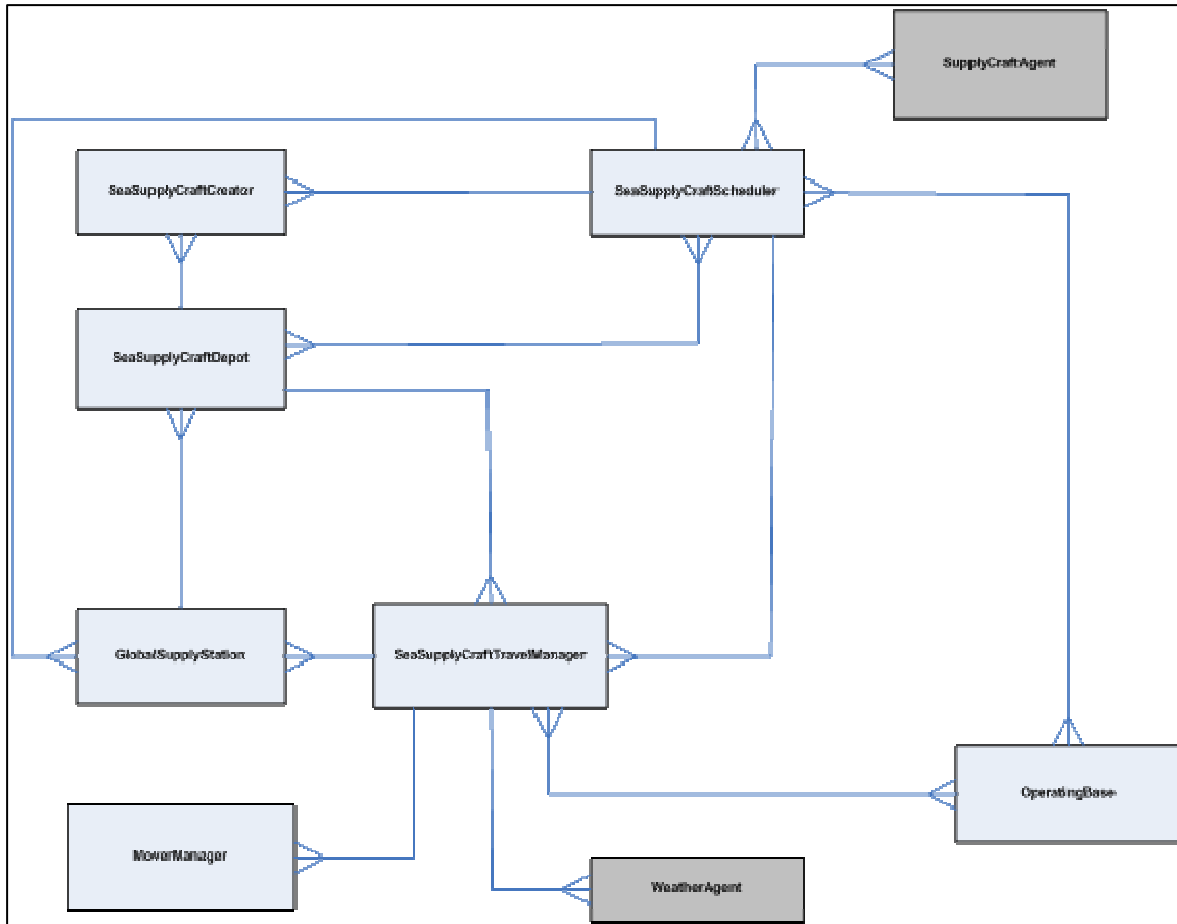 SupplyCraftAgent
SeaSupplyCraftCreator
SeaSupplyCraftScheduler
SeaSupplyCraftDepot
GlobalSupplyStation
SeaSupplyCraftTravelManager
OperatingBase
MoverManager
WeatherAgent